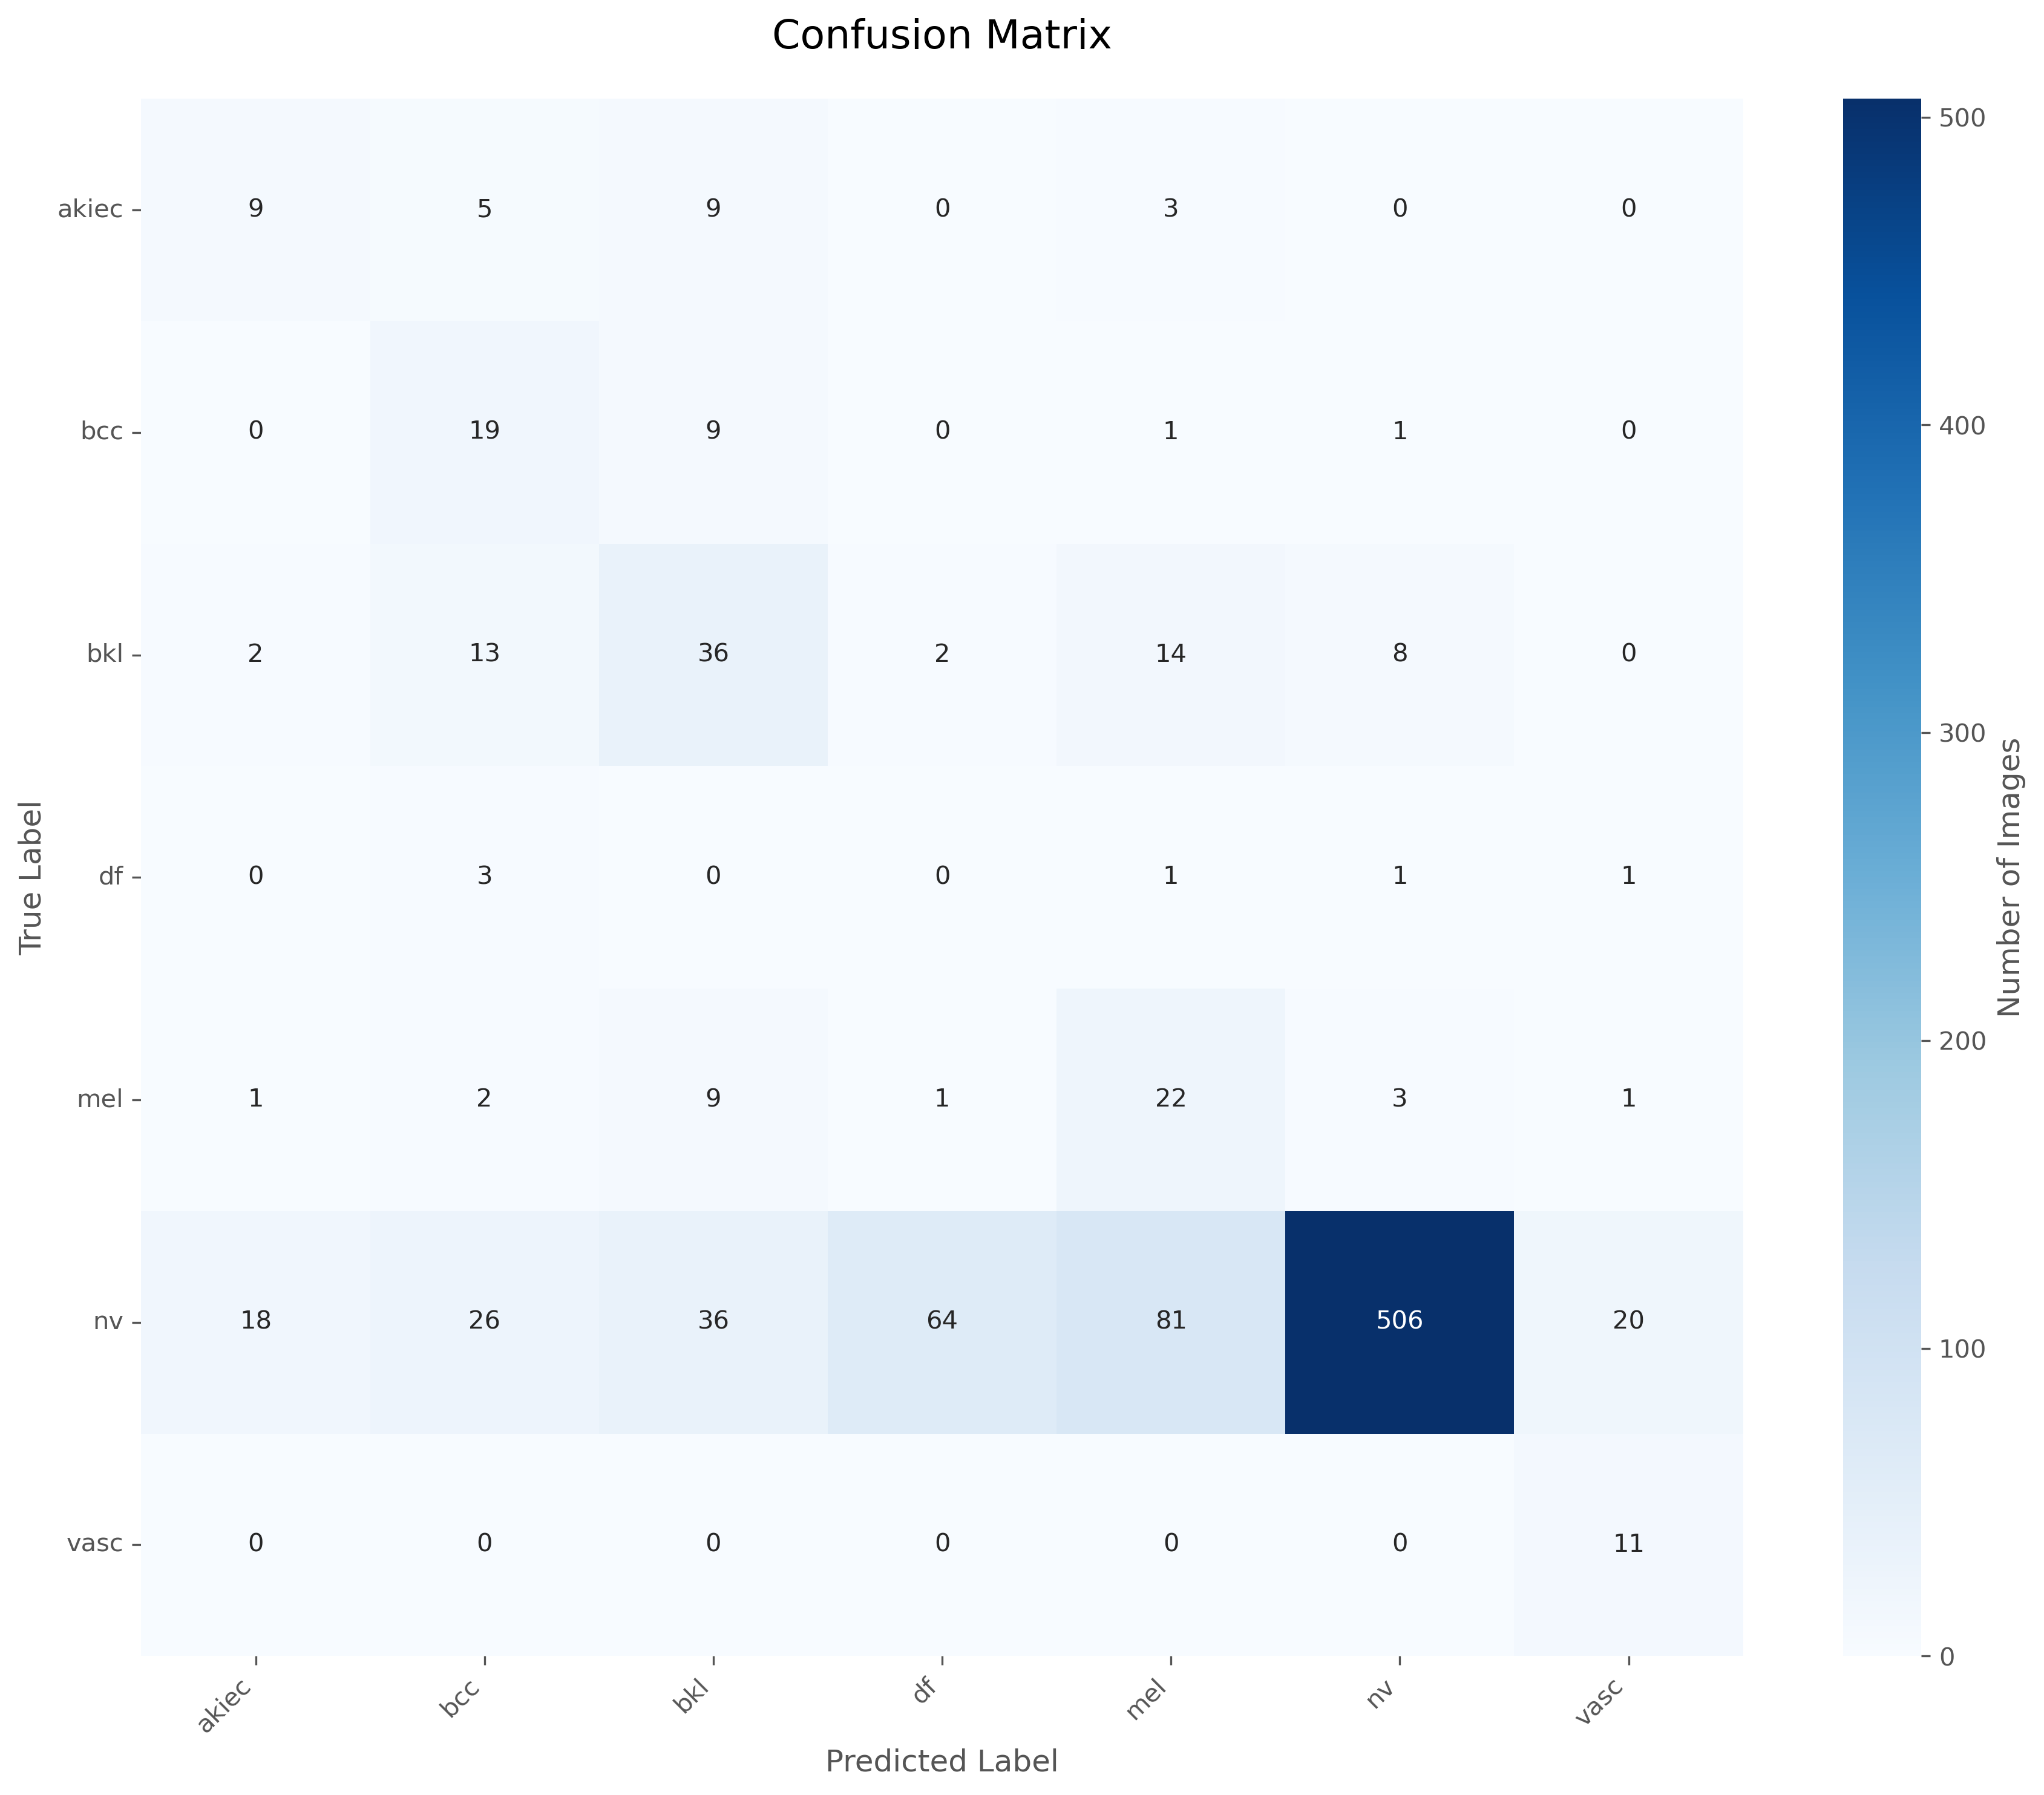 Confusion Matrix
akiec 9 5 9 0 3 0 0
bcc 0 19 9 0 1 1 0
bkl 2 13 36 2 14 8 0
df 0 3 0 0 1 1 1
mel 1 2 9 1 22 3 1
nv 18 26 36 64 81 506 20
vasc 0 0 0 0 0 0 11
akiec bcc bkl df mel nv vasc
Predicted Label
True Label
500
400
300
200
100
0
Number of Images